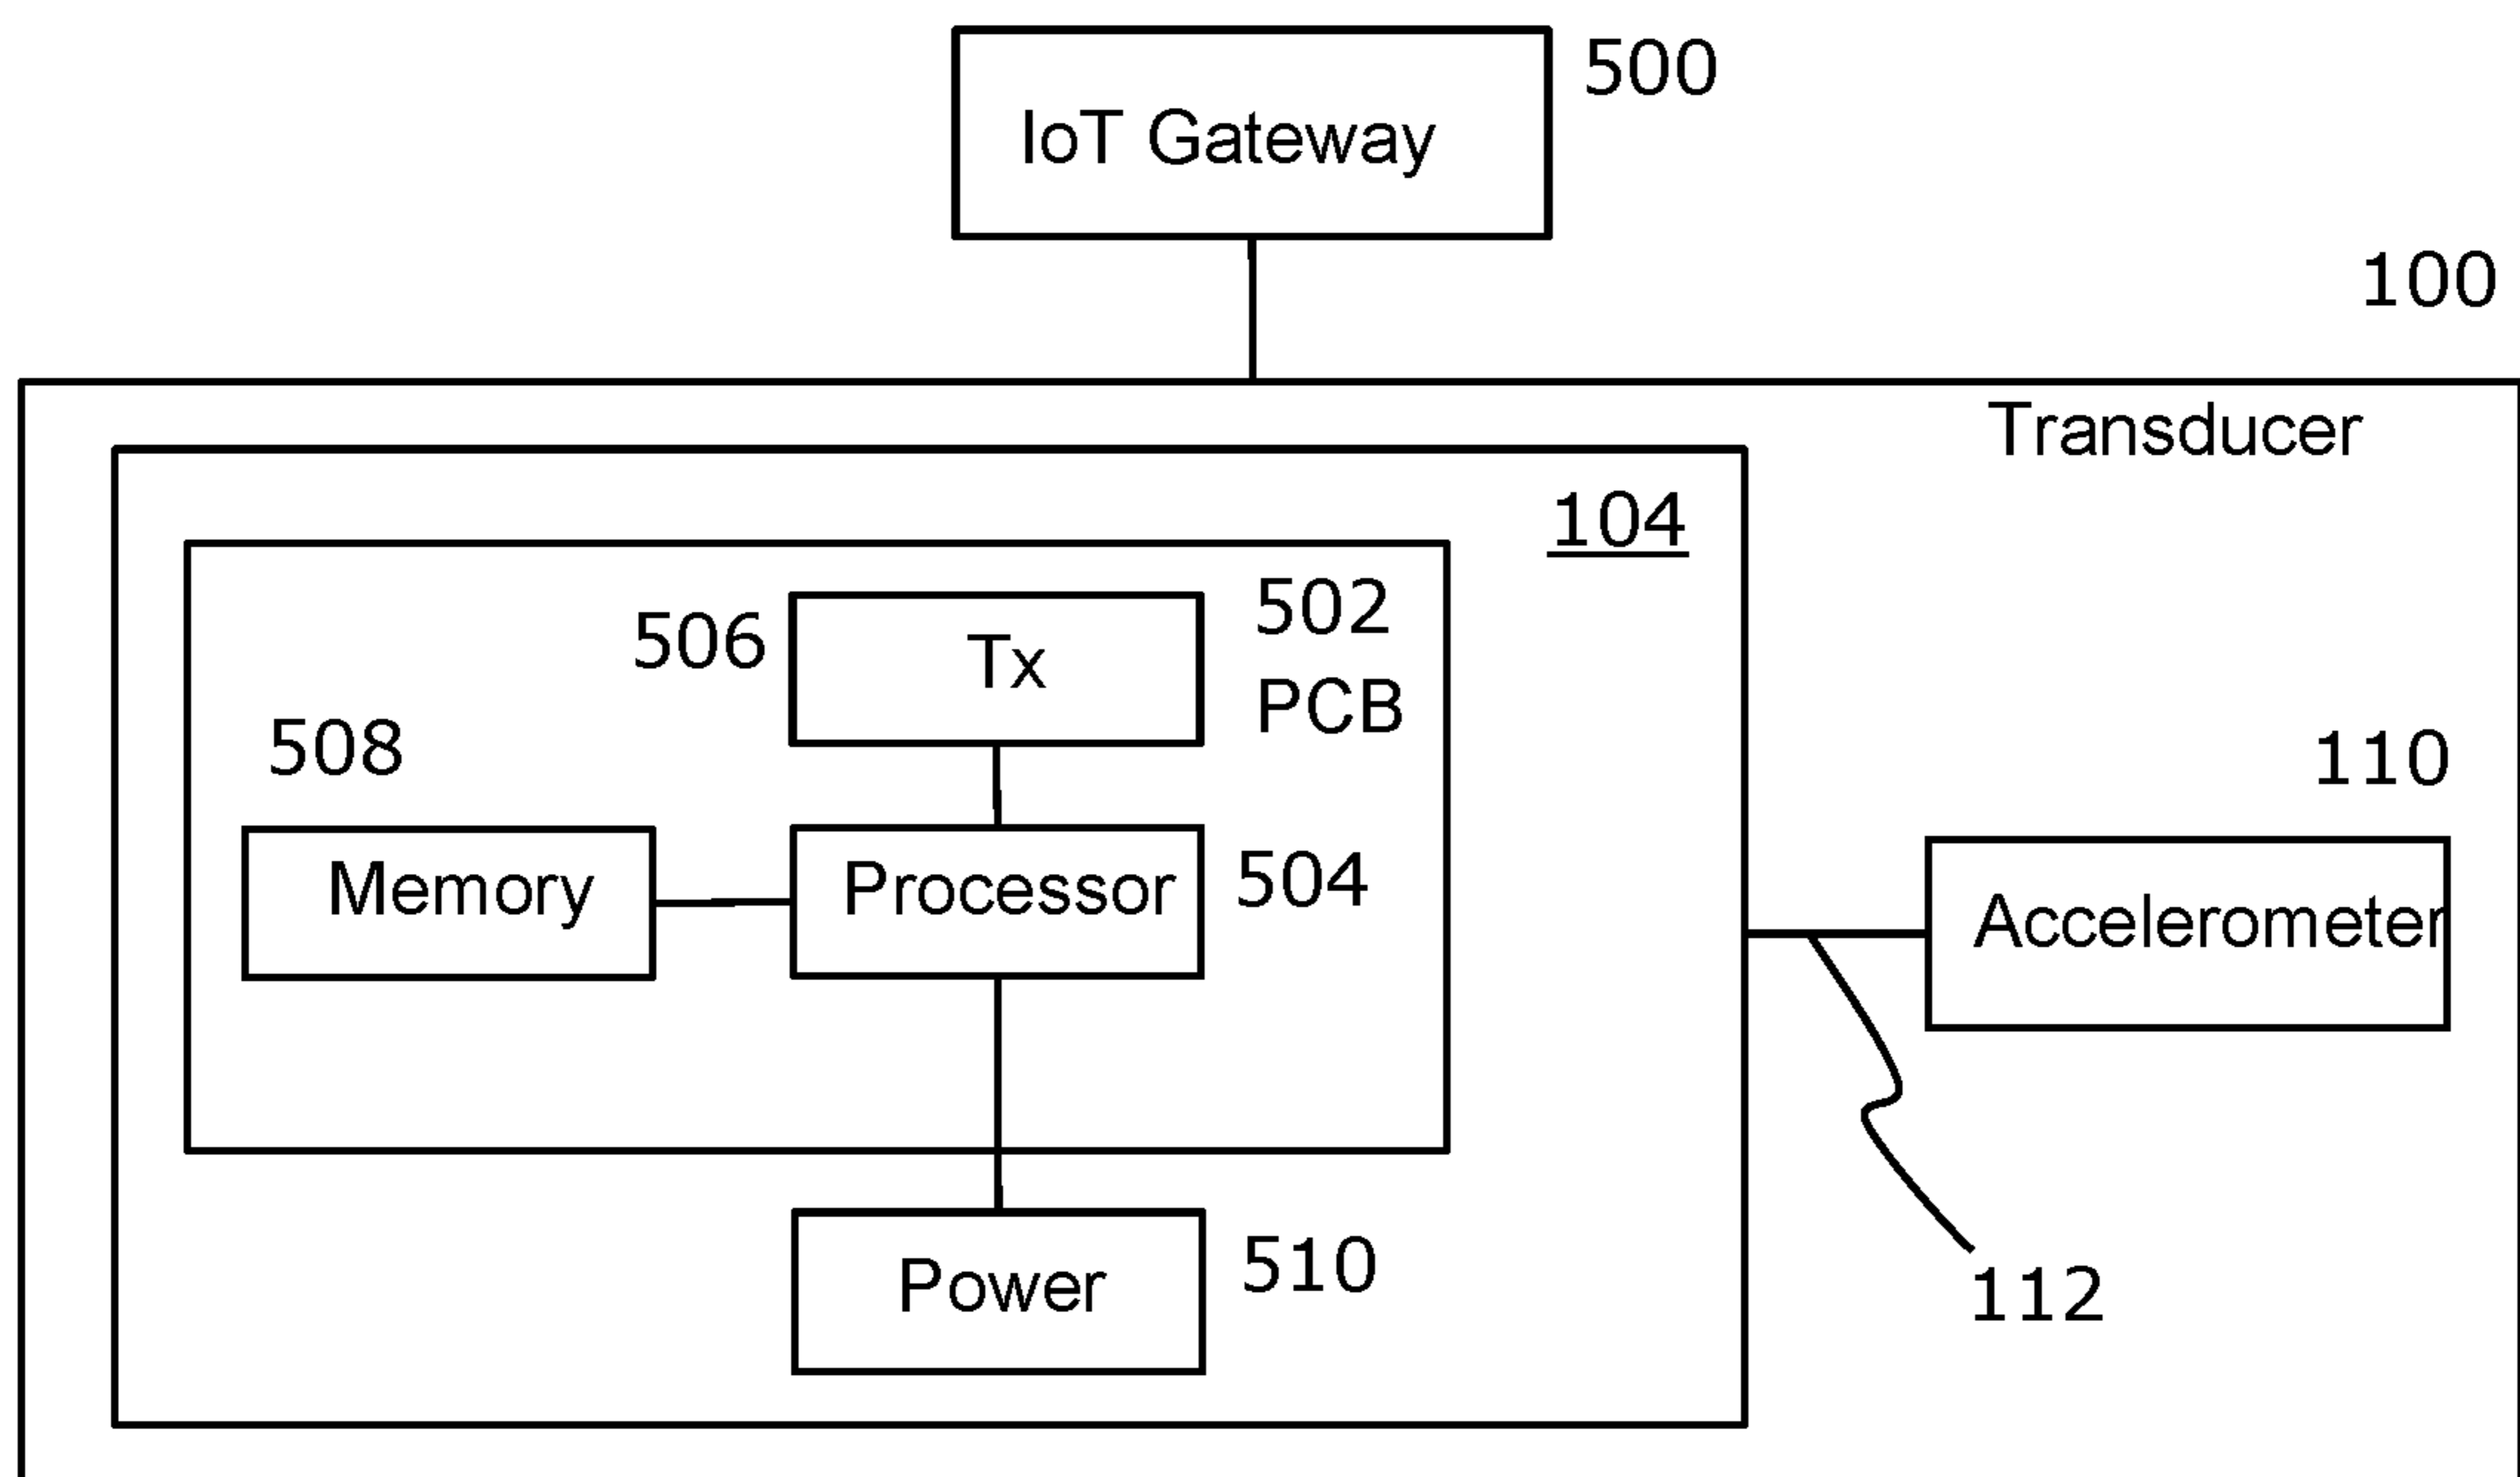 500
IoT Gateway
100
Transducer
104
502
506
Tx
PCB
508
110
Memory
Processor
504
Accelerometer
510
Power
112